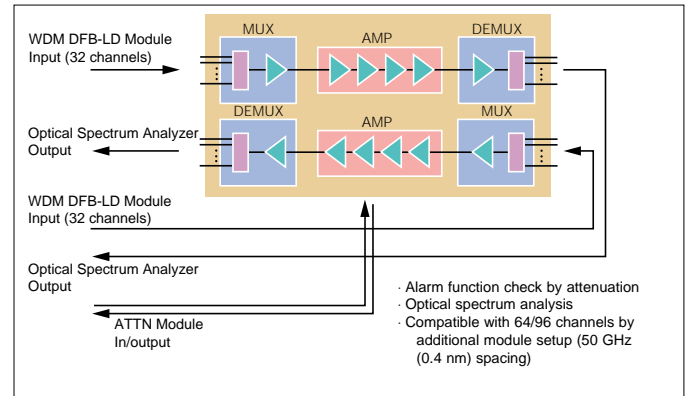 MUX
AMP
DEMUX
WDM DFB-LD Module
Input (32 channels)
DEMUX
AMP
MUX
Optical Spectrum Analyzer
Output
WDM DFB-LD Module
Input (32 channels)
Optical Spectrum Analyzer
Output
ATTN Module
In/output
· Alarm function check by attenuation
· Optical spectrum analysis
· Compatible with 64/96 channels by
additional module setup (50 GHz
(0.4 nm) spacing)